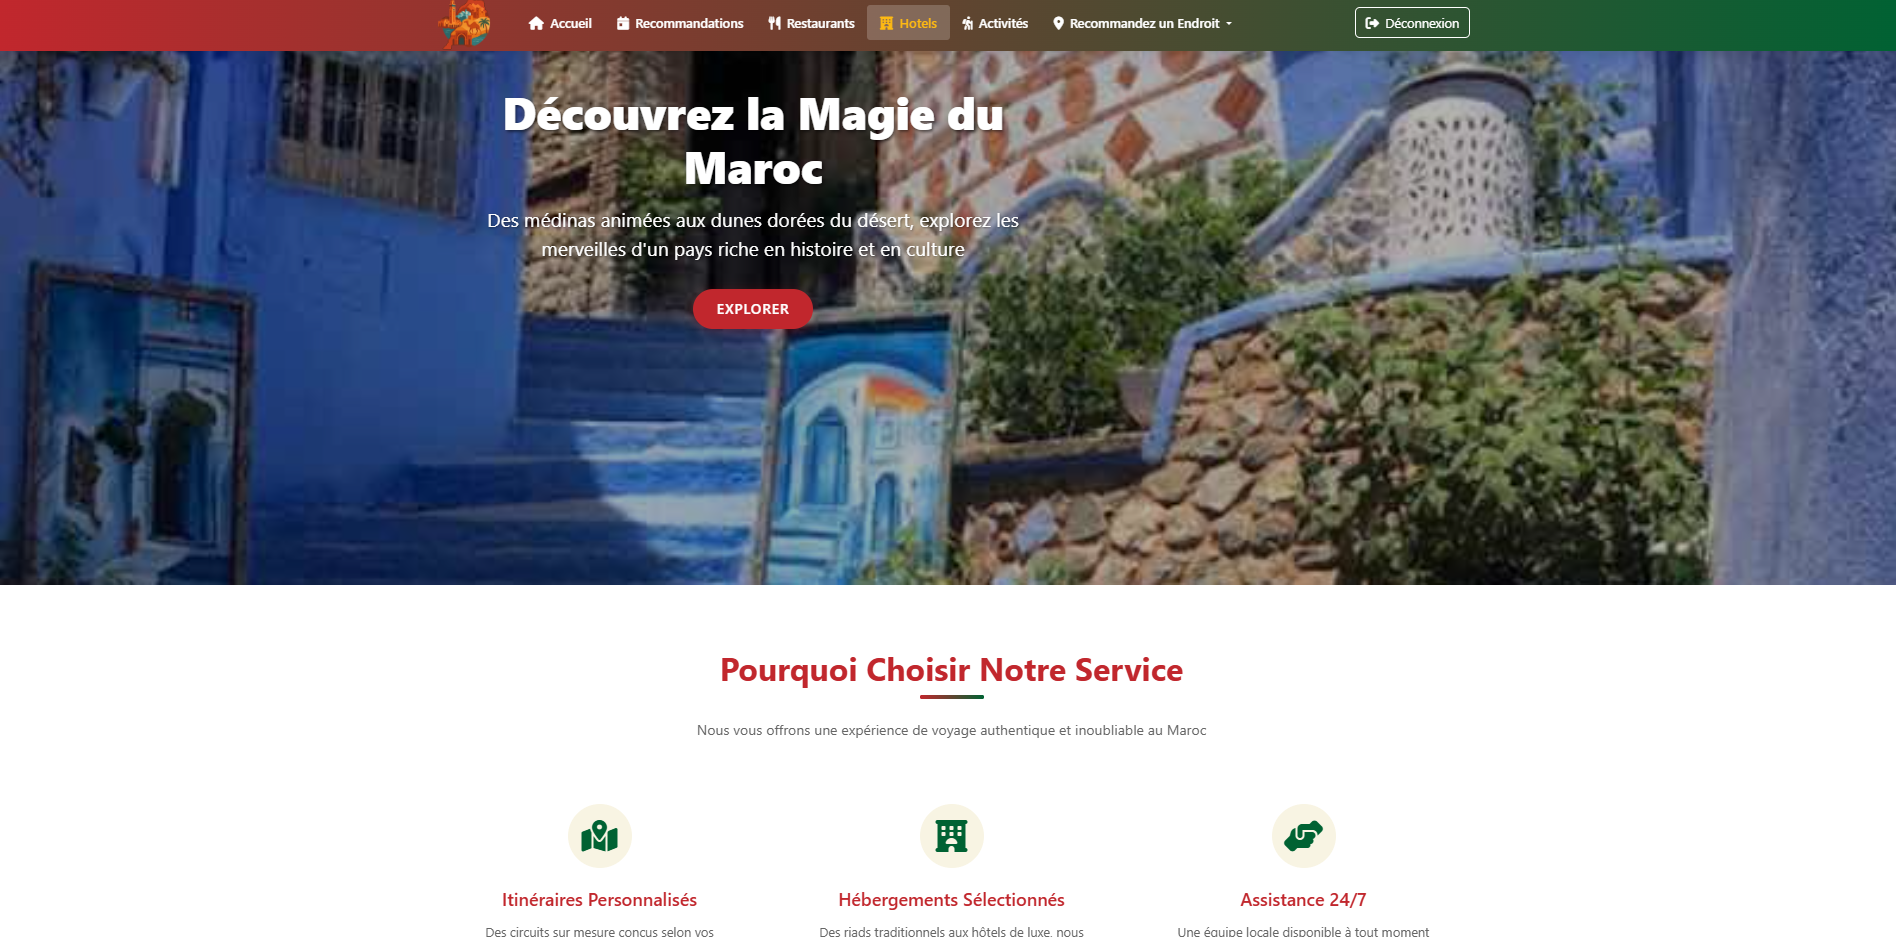 Accueil Recommandations Restaurants Hotels Activités Recommandez un Endroit Déconnexion
Découvrez la Magie du
Maroc
Des médinas animées aux dunes dorées du désert, explorez les
merveilles d'un pays riche en histoire et en culture
EXPLORER
Pourquoi Choisir Notre Service
Nous vous offrons une expérience de voyage authentique et inoubliable au Maroc
Itinéraires Personnalisés
Des circuits sur mesure conçus selon vos
Hébergements Sélectionnés
Des riads traditionnels aux hôtels de luxe, nous
Assistance 24/7
Une équipe locale disponible à tout moment